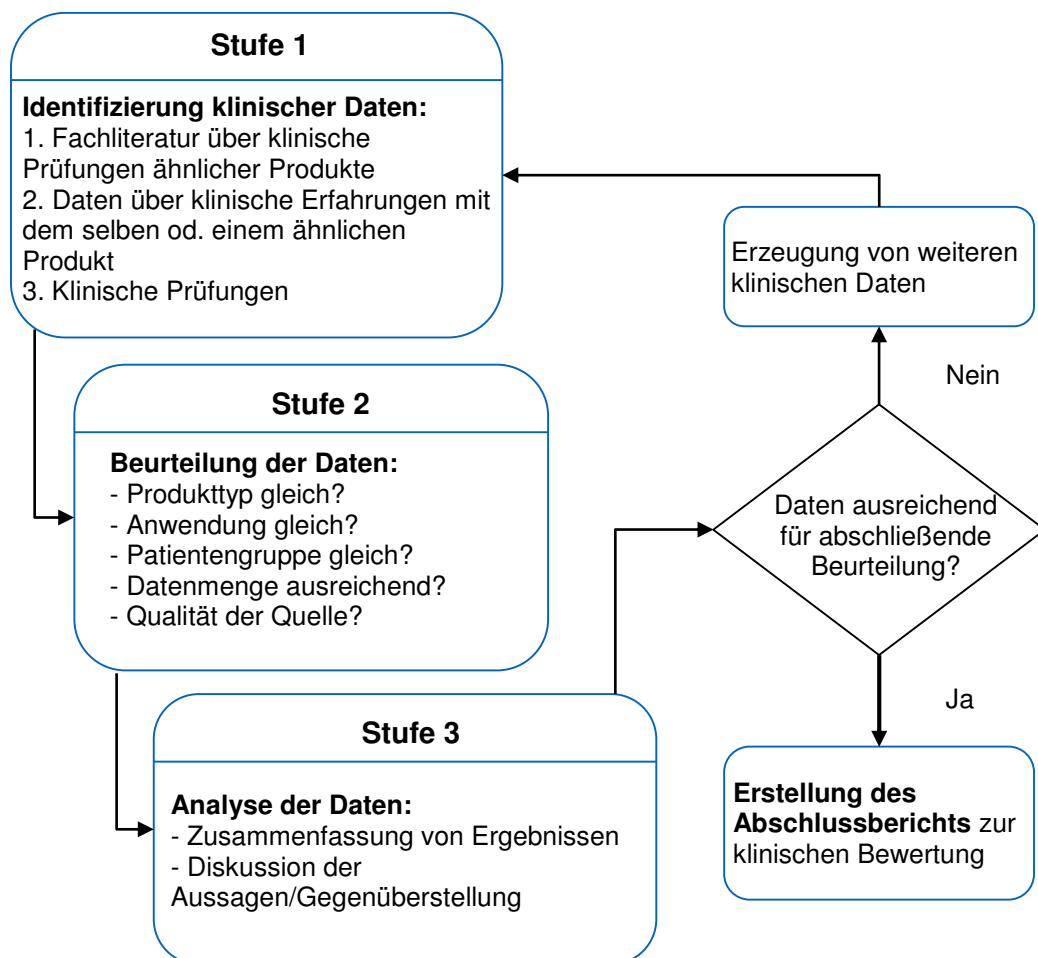 Stufe 1
Identifizierung klinischer Daten:
1. Fachliteratur über klinische
Prüfungen ähnlicher Produkte
2. Daten über klinische Erfahrungen mit
dem selben od. einem ähnlichen
Produkt
3. Klinische Prüfungen
Stufe 2
Beurteilung der Daten:
- Produkttyp gleich?
- Anwendung gleich?
- Patientengruppe gleich?
- Datenmenge ausreichend?
- Qualität der Quelle?
Stufe 3
Analyse der Daten:
- Zusammenfassung von Ergebnissen
- Diskussion der
Aussagen/Gegenüberstellung
Daten ausreichend
für abschließende
Beurteilung?
Nein
Erzeugung von weiteren
klinischen Daten
Ja
Erstellung des
Abschlussberichts zur
klinischen Bewertung